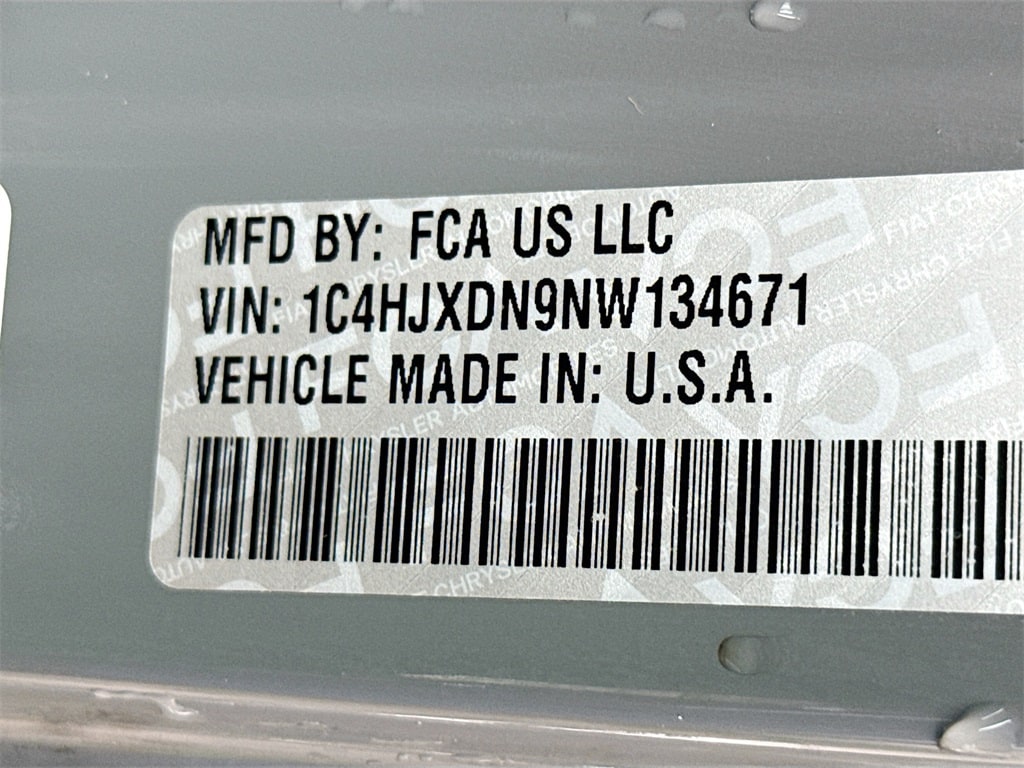 MFD BY: FCA US LLC
VIN: 1C4HJXDN9NW134671
VEHICLE MADE IN: U.S.A.